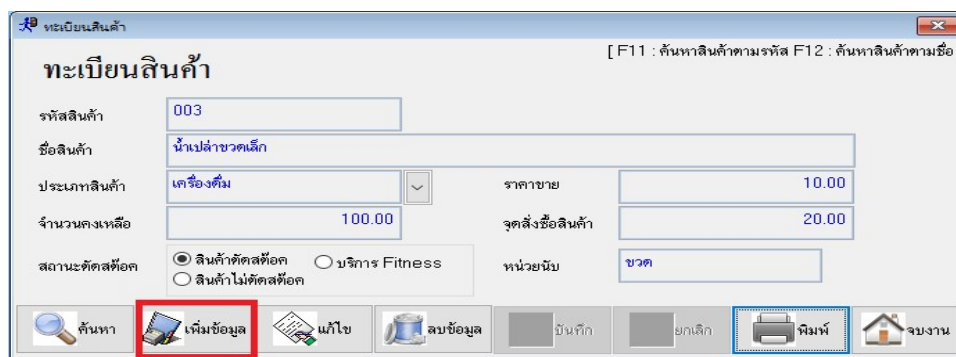 ทะเบียนสินค้า
[ F11 : ค้นหาสินค้าตามรหัส F12 : ค้นหาสินค้าตามชื่อ
ทะเบียนสินค้า
รหัสสินค้า 003
ชื่อสินค้า น้ำเปล่าขวดเล็ก
ประเภทสินค้า เครื่องดื่ม ราคาขาย 10.00
จำนวนคงเหลือ 100.00 จุดสั่งซื้อสินค้า 20.00
สถานะตัดสต๊อค สินค้าตัดสต๊อค บริการ Fitness หน่วยนับ ขวด
สินค้าไม่ตัดสต๊อค
ค้นหา เพิ่มข้อมูล แก้ไข ลบข้อมูล บันทึก ยกเลิก พิมพ์ จบงาน